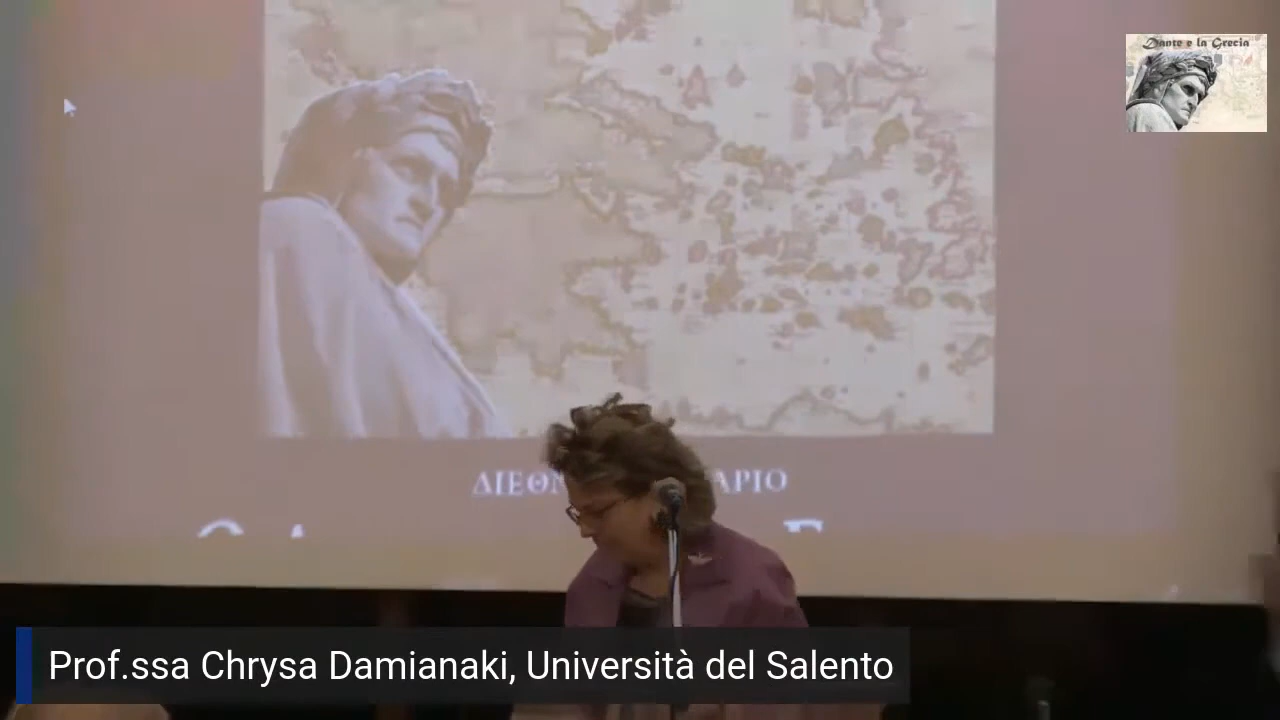 Dante e la Grecia
ΔΙΕΘΝ ΑΡΙΟ
Prof.ssa Chrysa Damianaki, Università del Salento